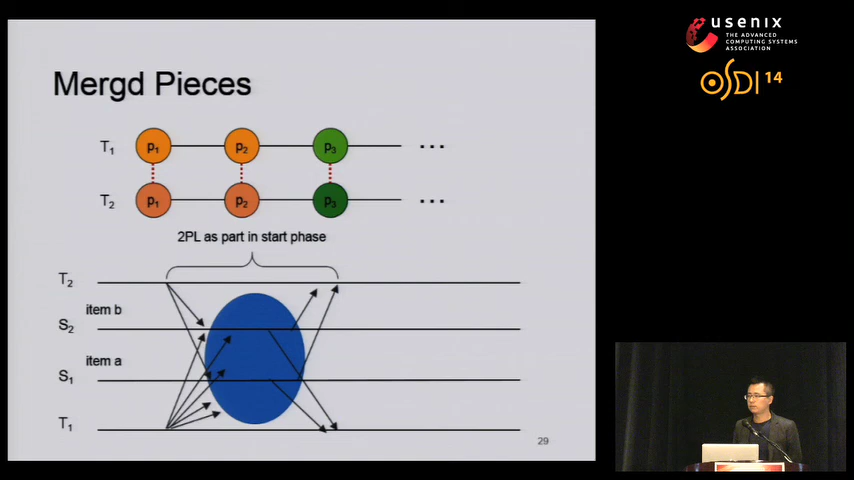 usenix
THE ADVANCED
COMPUTING SYSTEMS
ASSOCIATION
OSDI 14
Mergd Pieces
T1 p1 p2 p3 ...
T2 p1 p2 p3 ...
2PL as part in start phase
T2
item b
S2
item a
S1
T1
29